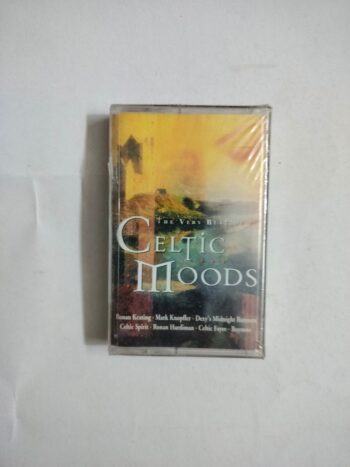 The Very Best of
Celtic
Moods
Ronan Keating · Mark Knopfler · Dexy's Midnight Runners
Celtic Spirit · Ronan Hardiman · Celtic Fayre · Boyzone